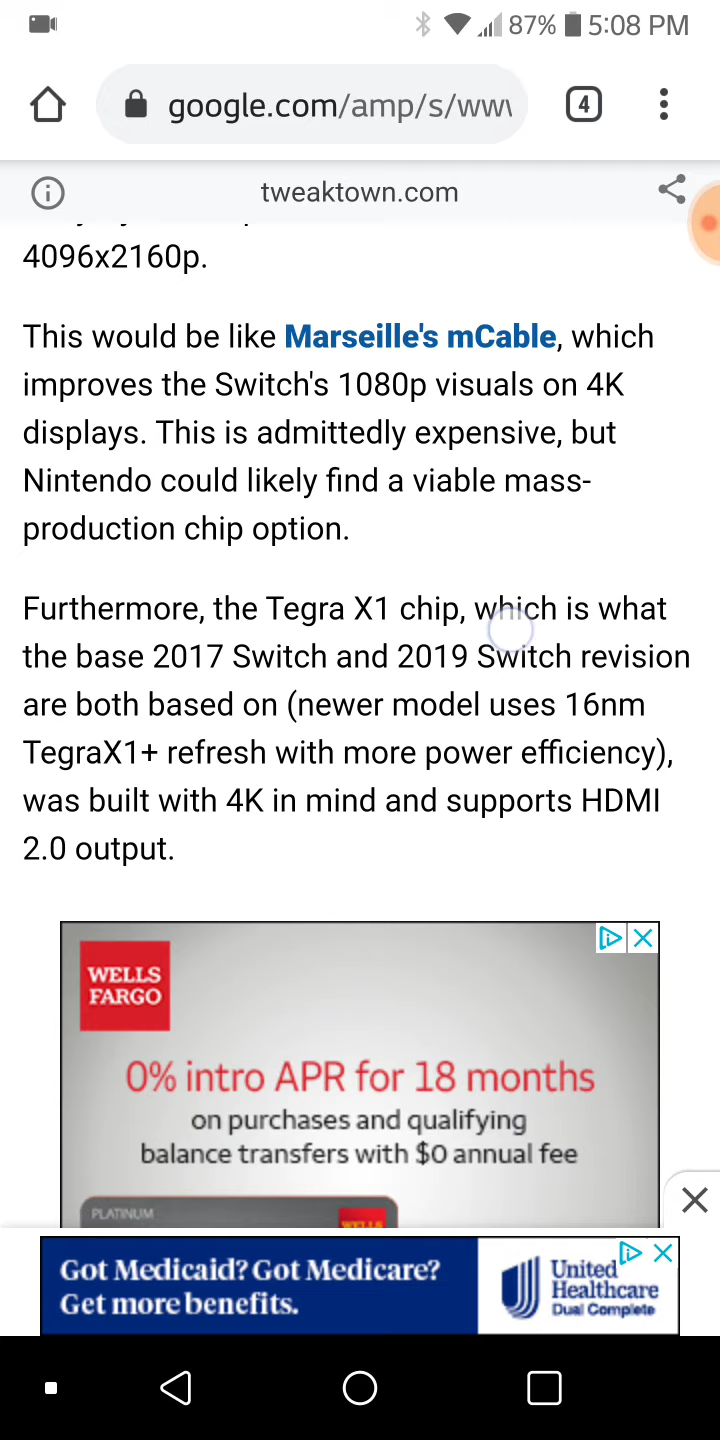 87% 5:08 PM
google.com/amp/s/ww
4
tweaktown.com
4096x2160p.
This would be like Marseille's mCable, which
improves the Switch's 1080p visuals on 4K
displays. This is admittedly expensive, but
Nintendo could likely find a viable mass-
production chip option.
Furthermore, the Tegra X1 chip, which is what
the base 2017 Switch and 2019 Switch revision
are both based on (newer model uses 16nm
TegraX1+ refresh with more power efficiency),
was built with 4K in mind and supports HDMI
2.0 output.
WELLS
FARGO
0% intro APR for 18 months
on purchases and qualifying
balance transfers with $0 annual fee
PLATINUM
WELLS
Got Medicaid? Got Medicare?
Get more benefits.
United
Healthcare
Dual Complete